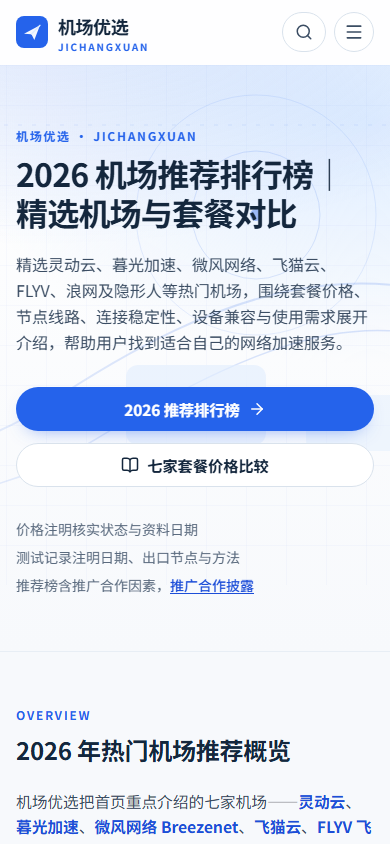 机场优选
JICHANGXUAN
机场优选 · JICHANGXUAN
2026 机场推荐排行榜｜
精选机场与套餐对比
精选灵动云、暮光加速、微风网络、飞猫云、
FLYV、浪网及隐形人等热门机场，围绕套餐价格、
节点线路、连接稳定性、设备兼容与使用需求展开
介绍，帮助用户找到适合自己的网络加速服务。
2026 推荐排行榜
七家套餐价格比较
价格注明核实状态与资料日期
测试记录注明日期、出口节点与方法
推荐榜含推广合作因素，推广合作披露
OVERVIEW
2026 年热门机场推荐概览
机场优选把首页重点介绍的七家机场——灵动云、
暮光加速、微风网络 Breezenet、飞猫云、FLYV 飞